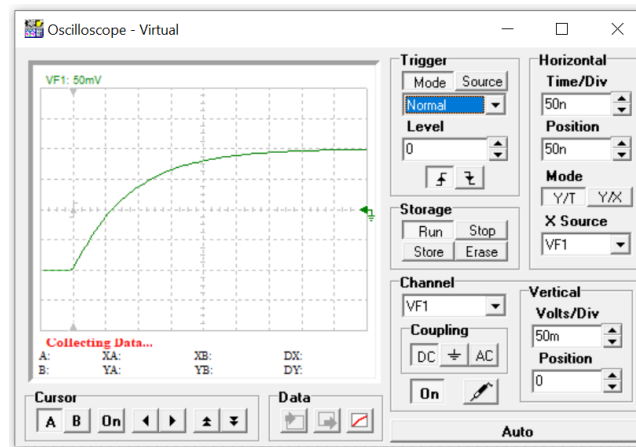 Oscilloscope - Virtual
VF1: 50mV
Collecting Data...
A: XA: XB: DX:
B: YA: YB: DY:
Cursor
A B On
Data
Trigger
Mode Source
Normal
Level
0
Storage
Run Stop
Store Erase
Channel
VF1
Coupling
DC AC
On
Horizontal
Time/Div
50n
Position
50n
Mode
Y/T Y/X
X Source
VF1
Vertical
Volts/Div
50m
Position
0
Auto